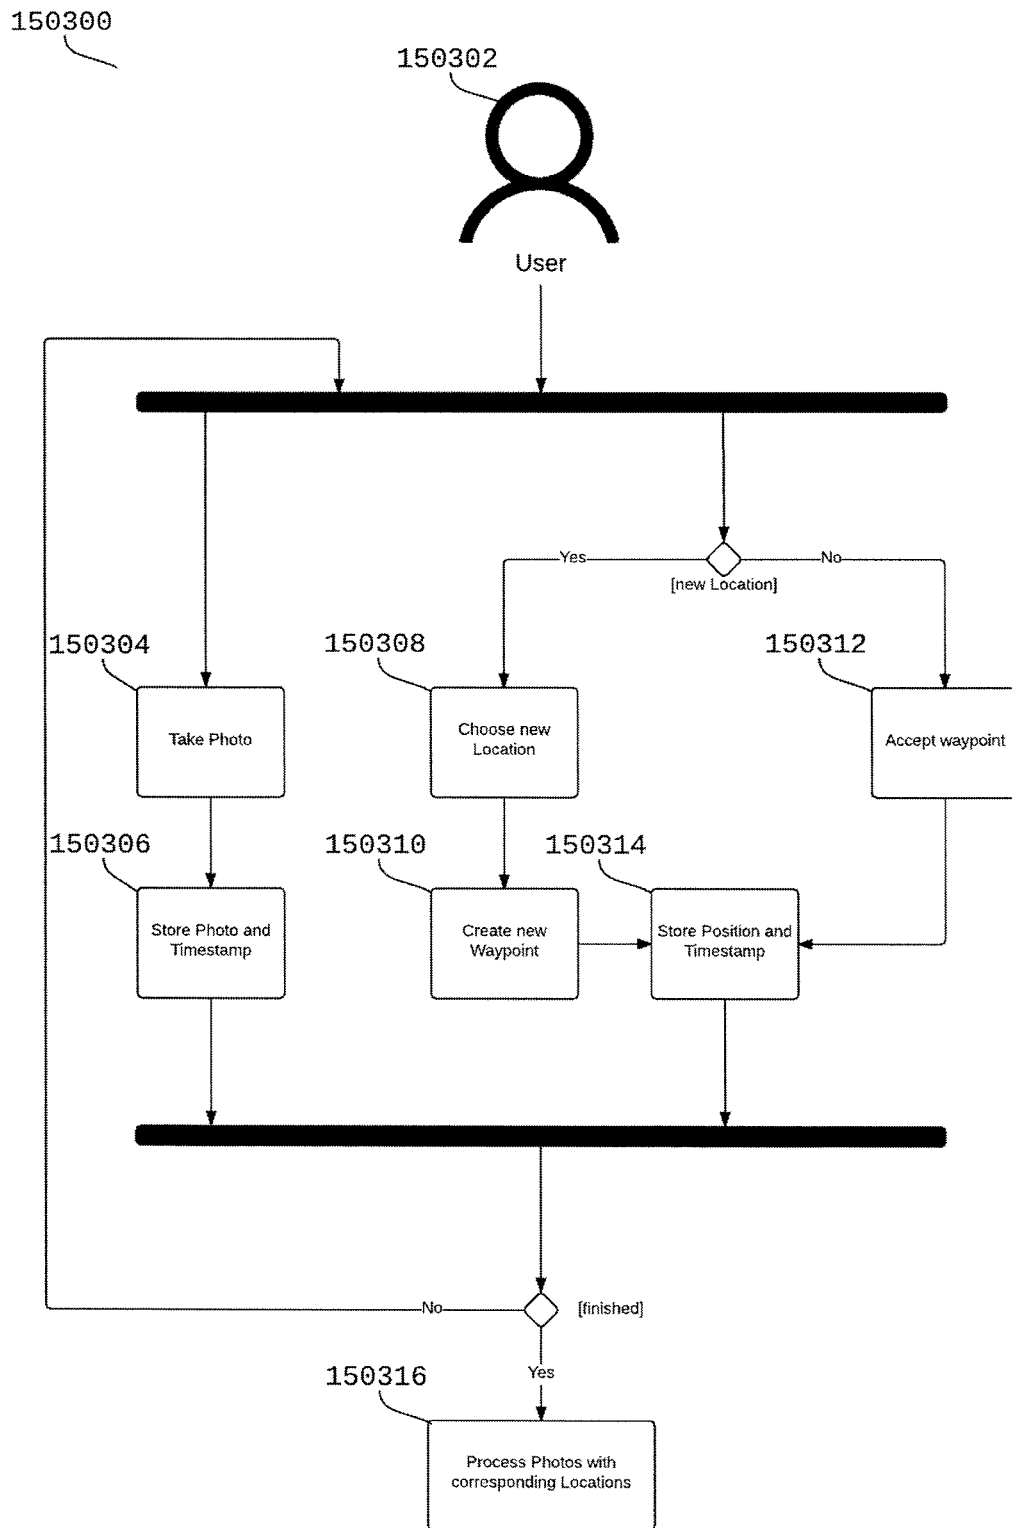 150300
150302
User
Yes
No
[new Location]
150304
150308
150312
Take Photo
Choose new
Location
Accept waypoint
150306
150310
150314
Store Photo and
Timestamp
Create new
Waypoint
Store Position and
Timestamp
No
[finished]
Yes
150316
Process Photos with
corresponding Locations